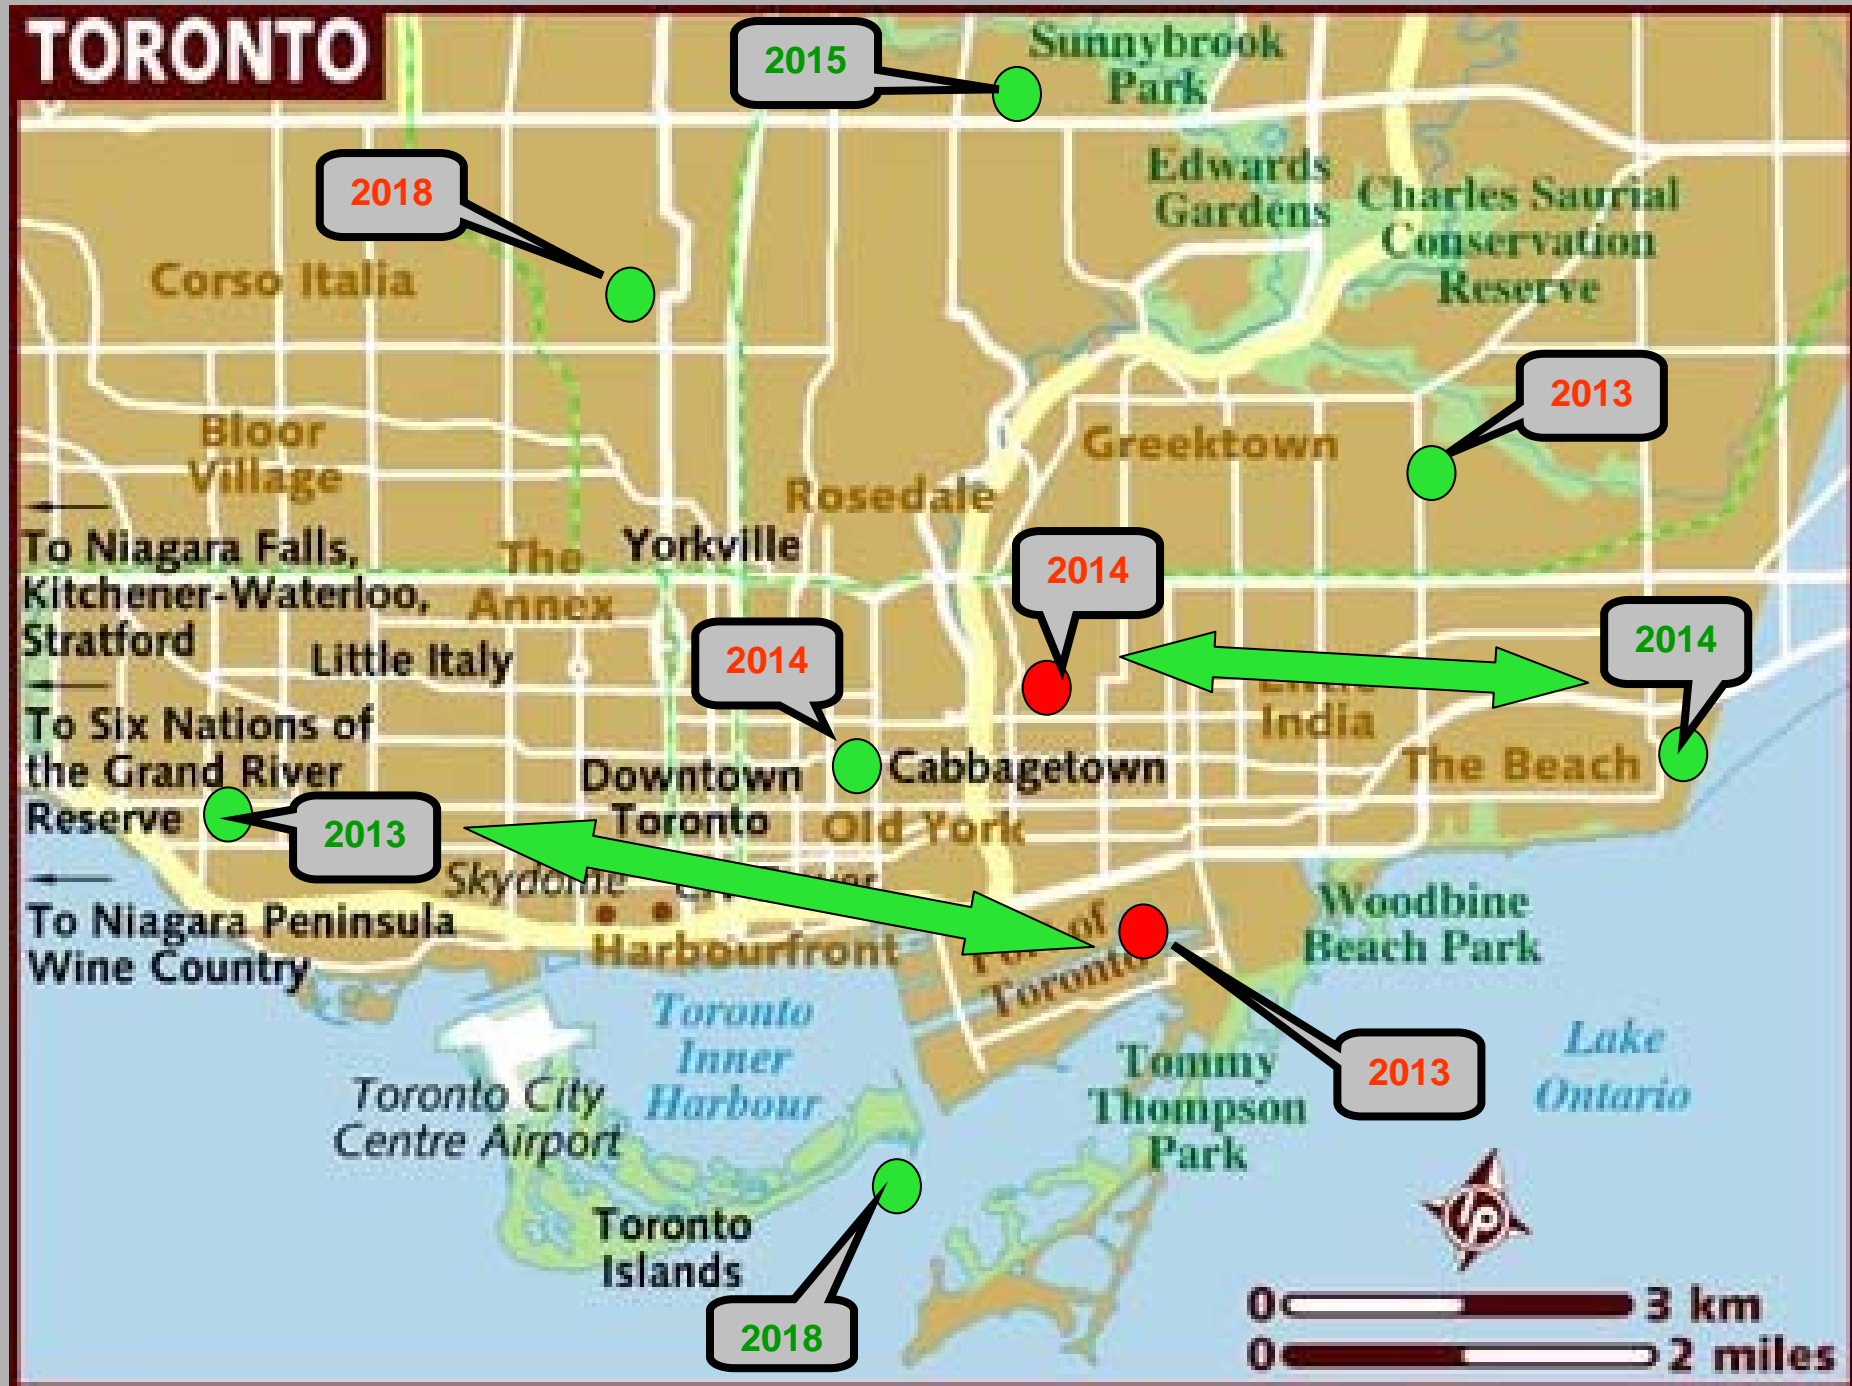 TORONTO
2015
Sunnybrook
Park
2018
Edwards
Gardens
Charles Saurial
Conservation
Reserve
Corso Italia
2013
Bloor
Village
Greektown
Rosedale
To Niagara Falls,
Kitchener-Waterloo,
Stratford
The
Annex
Yorkville
2014
2014
Little Italy
2014
Little
India
To Six Nations of
the Grand River
Reserve
2013
Downtown
Toronto
Cabbagetown
The Beach
Old York
Skydome
To Niagara Peninsula
Wine Country
Harbourfront
Port of
Toronto
Woodbine
Beach Park
Toronto
Inner
Harbour
Toronto City
Centre Airport
Tommy
Thompson
Park
2013
Lake
Ontario
Toronto
Islands
2018
0 3 km
0 2 miles